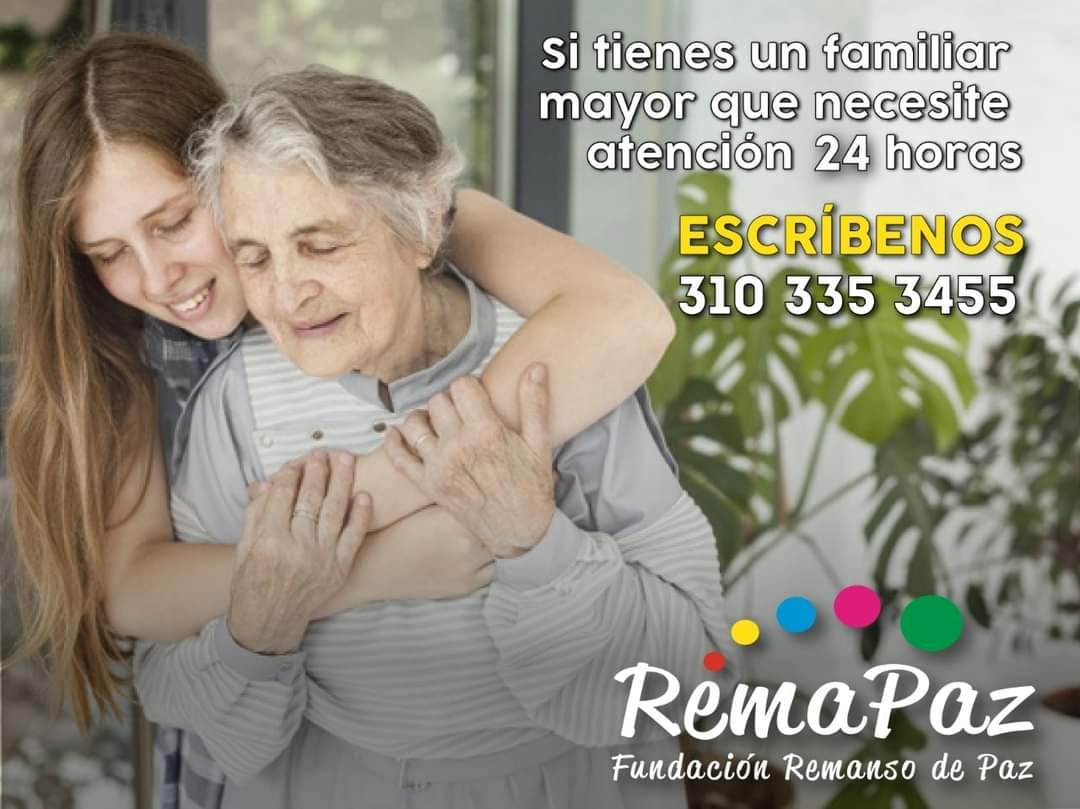 Si tienes un familiar
mayor que necesite
atención 24 horas
ESCRÍBENOS
310 335 3455
RemaPaz
Fundación Remanso de Paz